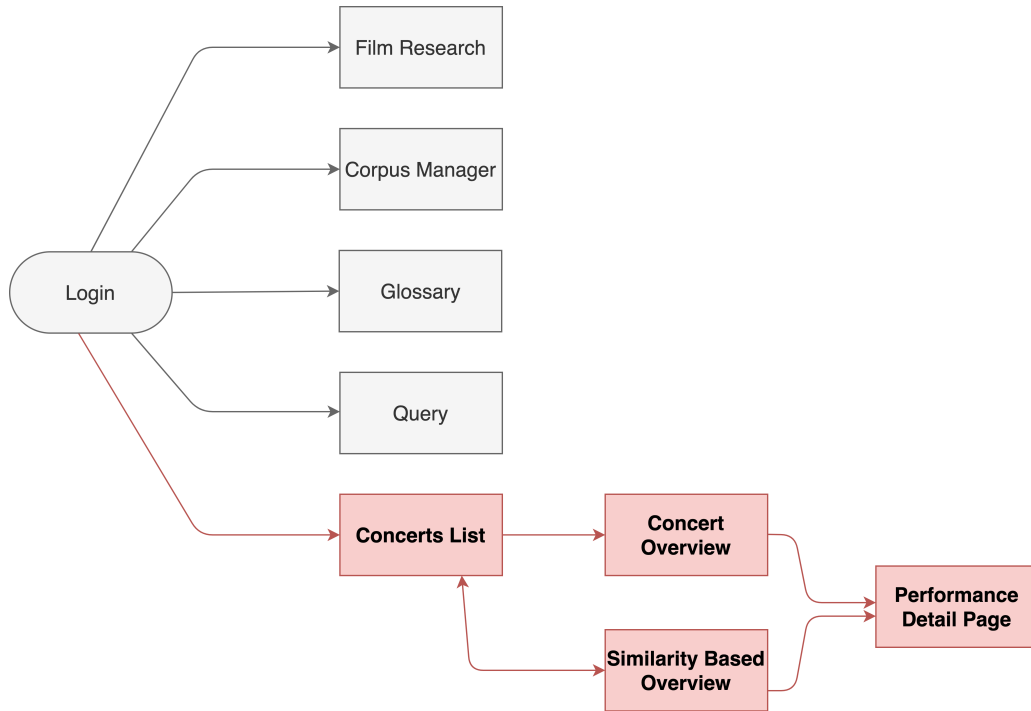 Film Research
Corpus Manager
Login
Glossary
Query
Concerts List
Concert
Overview
Performance
Detail Page
Similarity Based
Overview